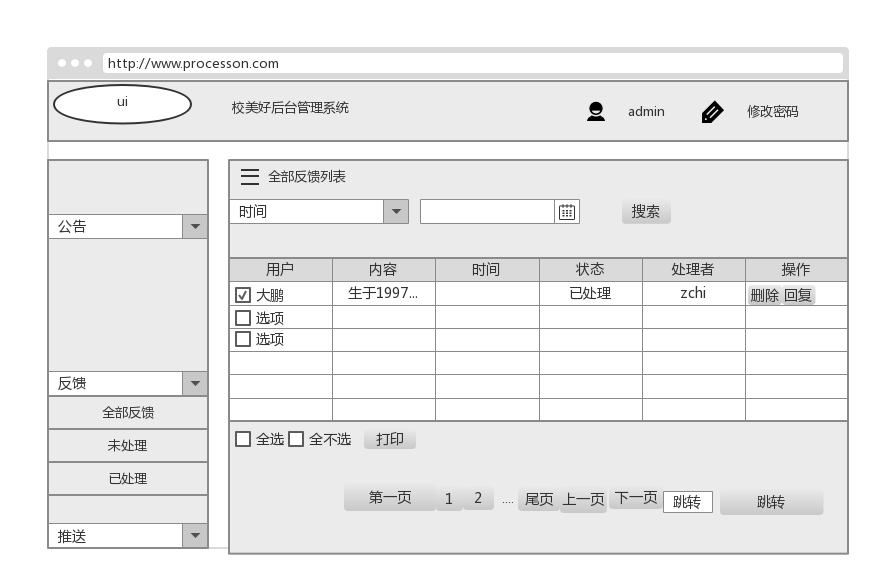 http://www.processon.com
ui
校美好后台管理系统
admin
修改密码
公告
反馈
全部反馈
未处理
已处理
推送
全部反馈列表
时间
搜索
用户 内容 时间 状态 处理者 操作
大鹏 生于1997... 已处理 zchi 删除 回复
选项
选项
全选 全不选 打印
第一页 1 2 .... 尾页 上一页 下一页 跳转 跳转